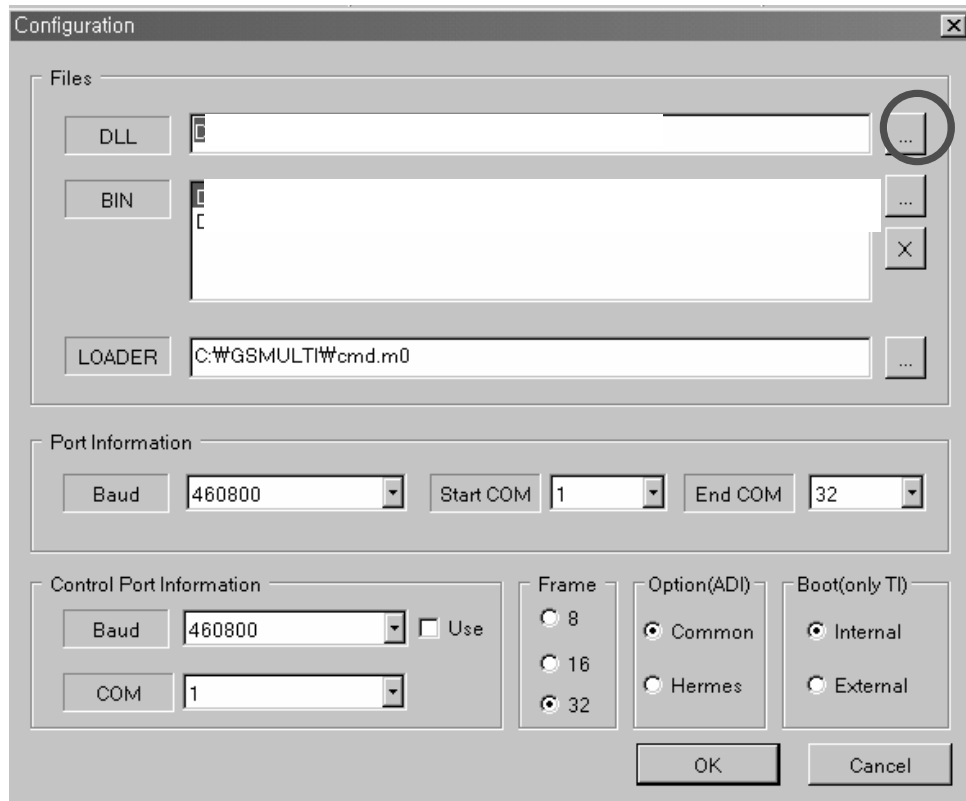 Configuration
Files
DLL
D
...
BIN
D
D
...
X
LOADER
C:₩GSMULTI₩cmd.m0
...
Port Information
Baud
460800
Start COM
1
End COM
32
Control Port Information
Baud
460800
Use
COM
1
Frame
8
16
32
Option(ADI)
Common
Hermes
Boot(only TI)
Internal
External
OK
Cancel